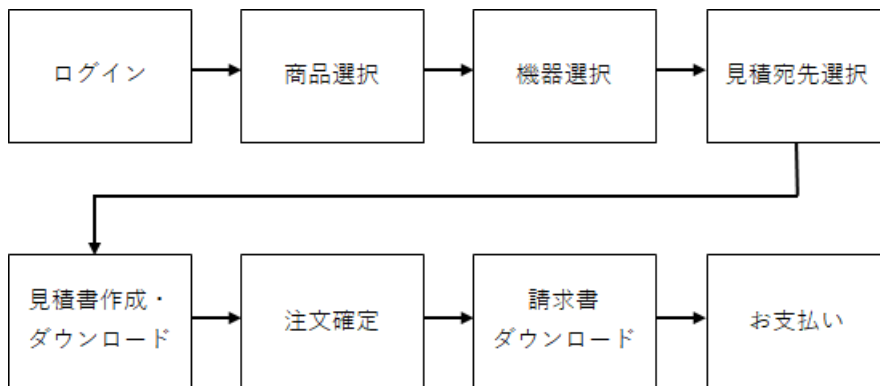 ログイン
商品選択
機器選択
見積宛先選択
見積書作成・
ダウンロード
注文確定
請求書
ダウンロード
お支払い